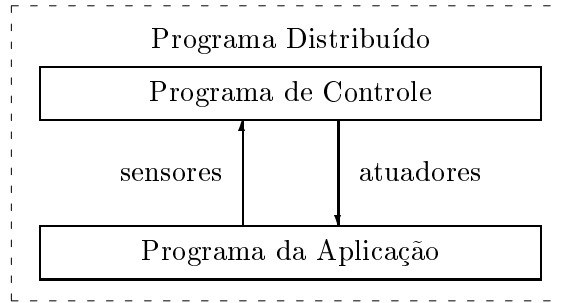 Programa Distribuído
Programa de Controle
sensores
atuadores
Programa da Aplicação